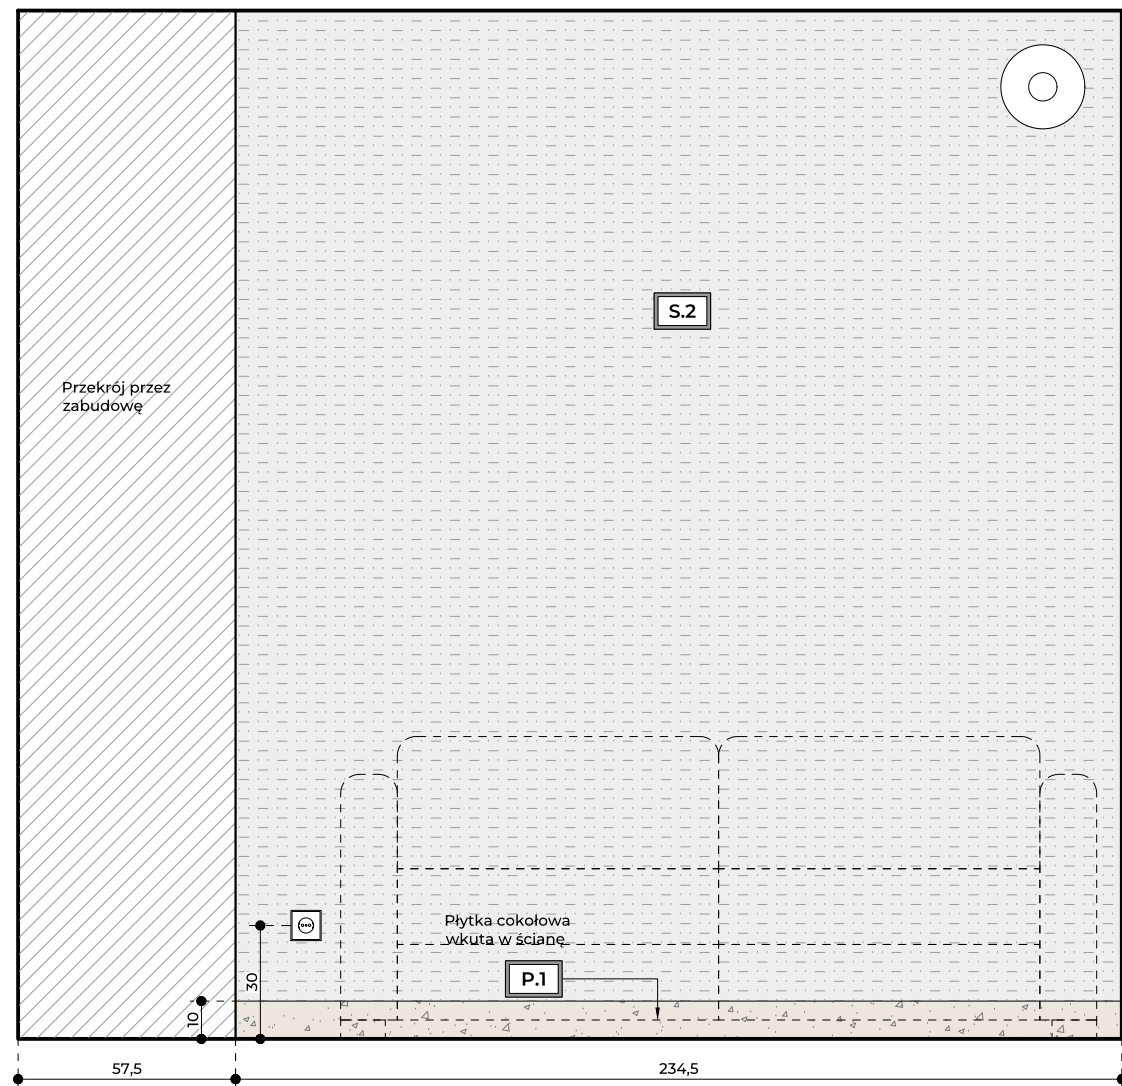 S.2
Przekrój przez
zabudowę
Płytka cokołowa
wkuta w ścianę
P.1
30
10
57,5
234,5